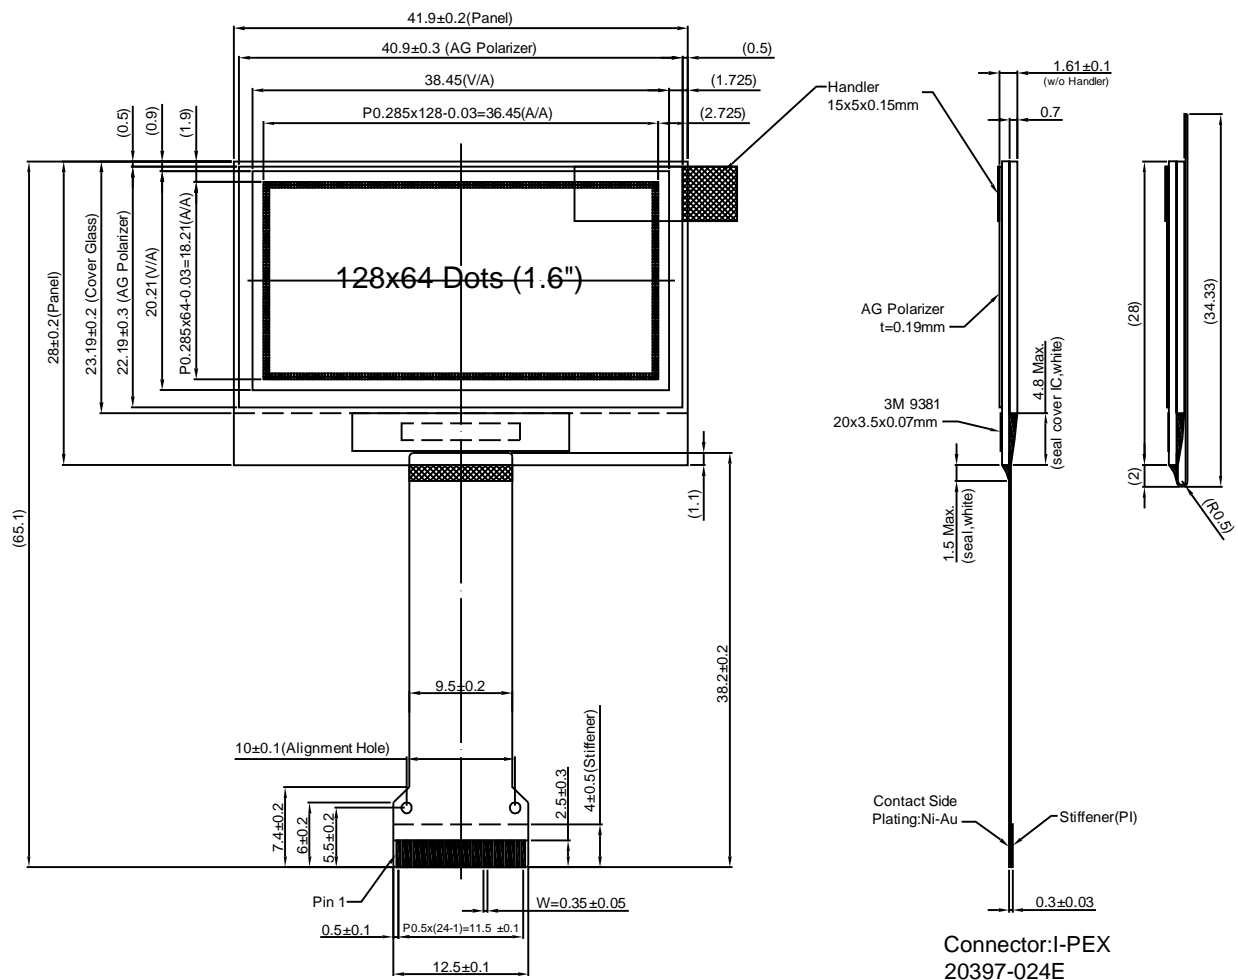 41.9±0.2(Panel)
40.9±0.3 (AG Polarizer)
(0.5)
38.45(V/A)
(1.725)
P0.285x128-0.03=36.45(A/A)
(2.725)
(0.5)
(0.9)
(1.9)
Handler
15x5x0.15mm
1.61±0.1
(w/o Handler)
0.7
28±0.2(Panel)
23.19±0.2 (Cover Glass)
22.19±0.3 (AG Polarizer)
20.21(V/A)
P0.285x64-0.03=18.21(A/A)
128x64 Dots (1.6")
AG Polarizer
t=0.19mm
(28)
(34.33)
3M 9381
20x3.5x0.07mm
4.8 Max.
(seal cover IC,white)
(1.1)
1.5 Max.
(seal,white)
(2)
(R0.5)
(65.1)
38.2±0.2
9.5±0.2
10±0.1(Alignment Hole)
7.4±0.2
6±0.2
5.5±0.2
2.5±0.3
4±0.5(Stiffener)
Contact Side
Plating:Ni-Au
Stiffener(PI)
Pin 1
W=0.35±0.05
0.5±0.1
P0.5x(24-1)=11.5 ±0.1
12.5±0.1
0.3±0.03
Connector:I-PEX
20397-024E